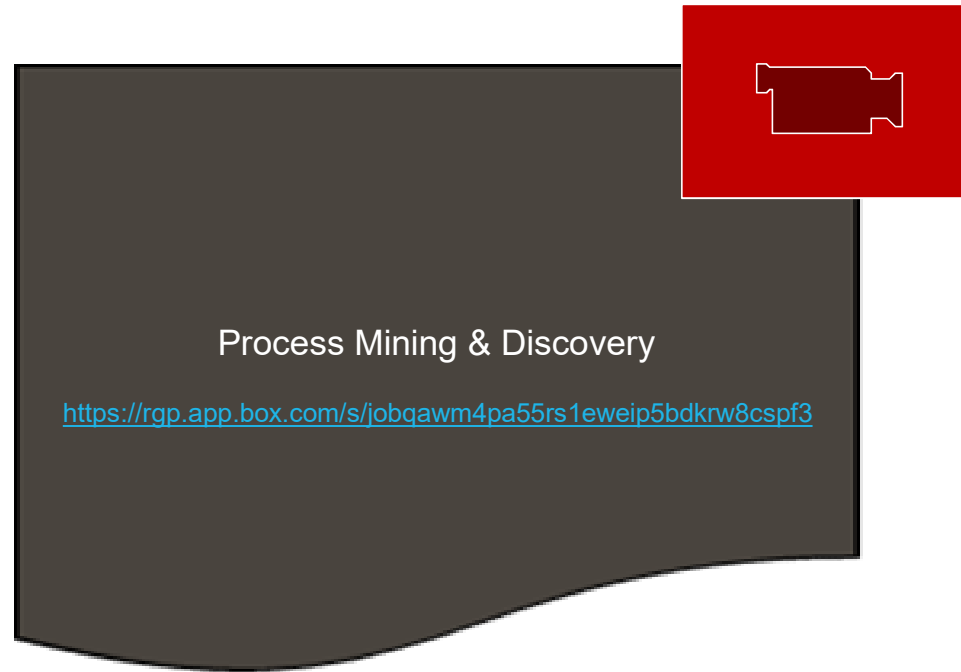 Process Mining & Discovery
https://rgp.app.box.com/s/jobqawm4pa55rs1eweip5bdkrw8cspf3